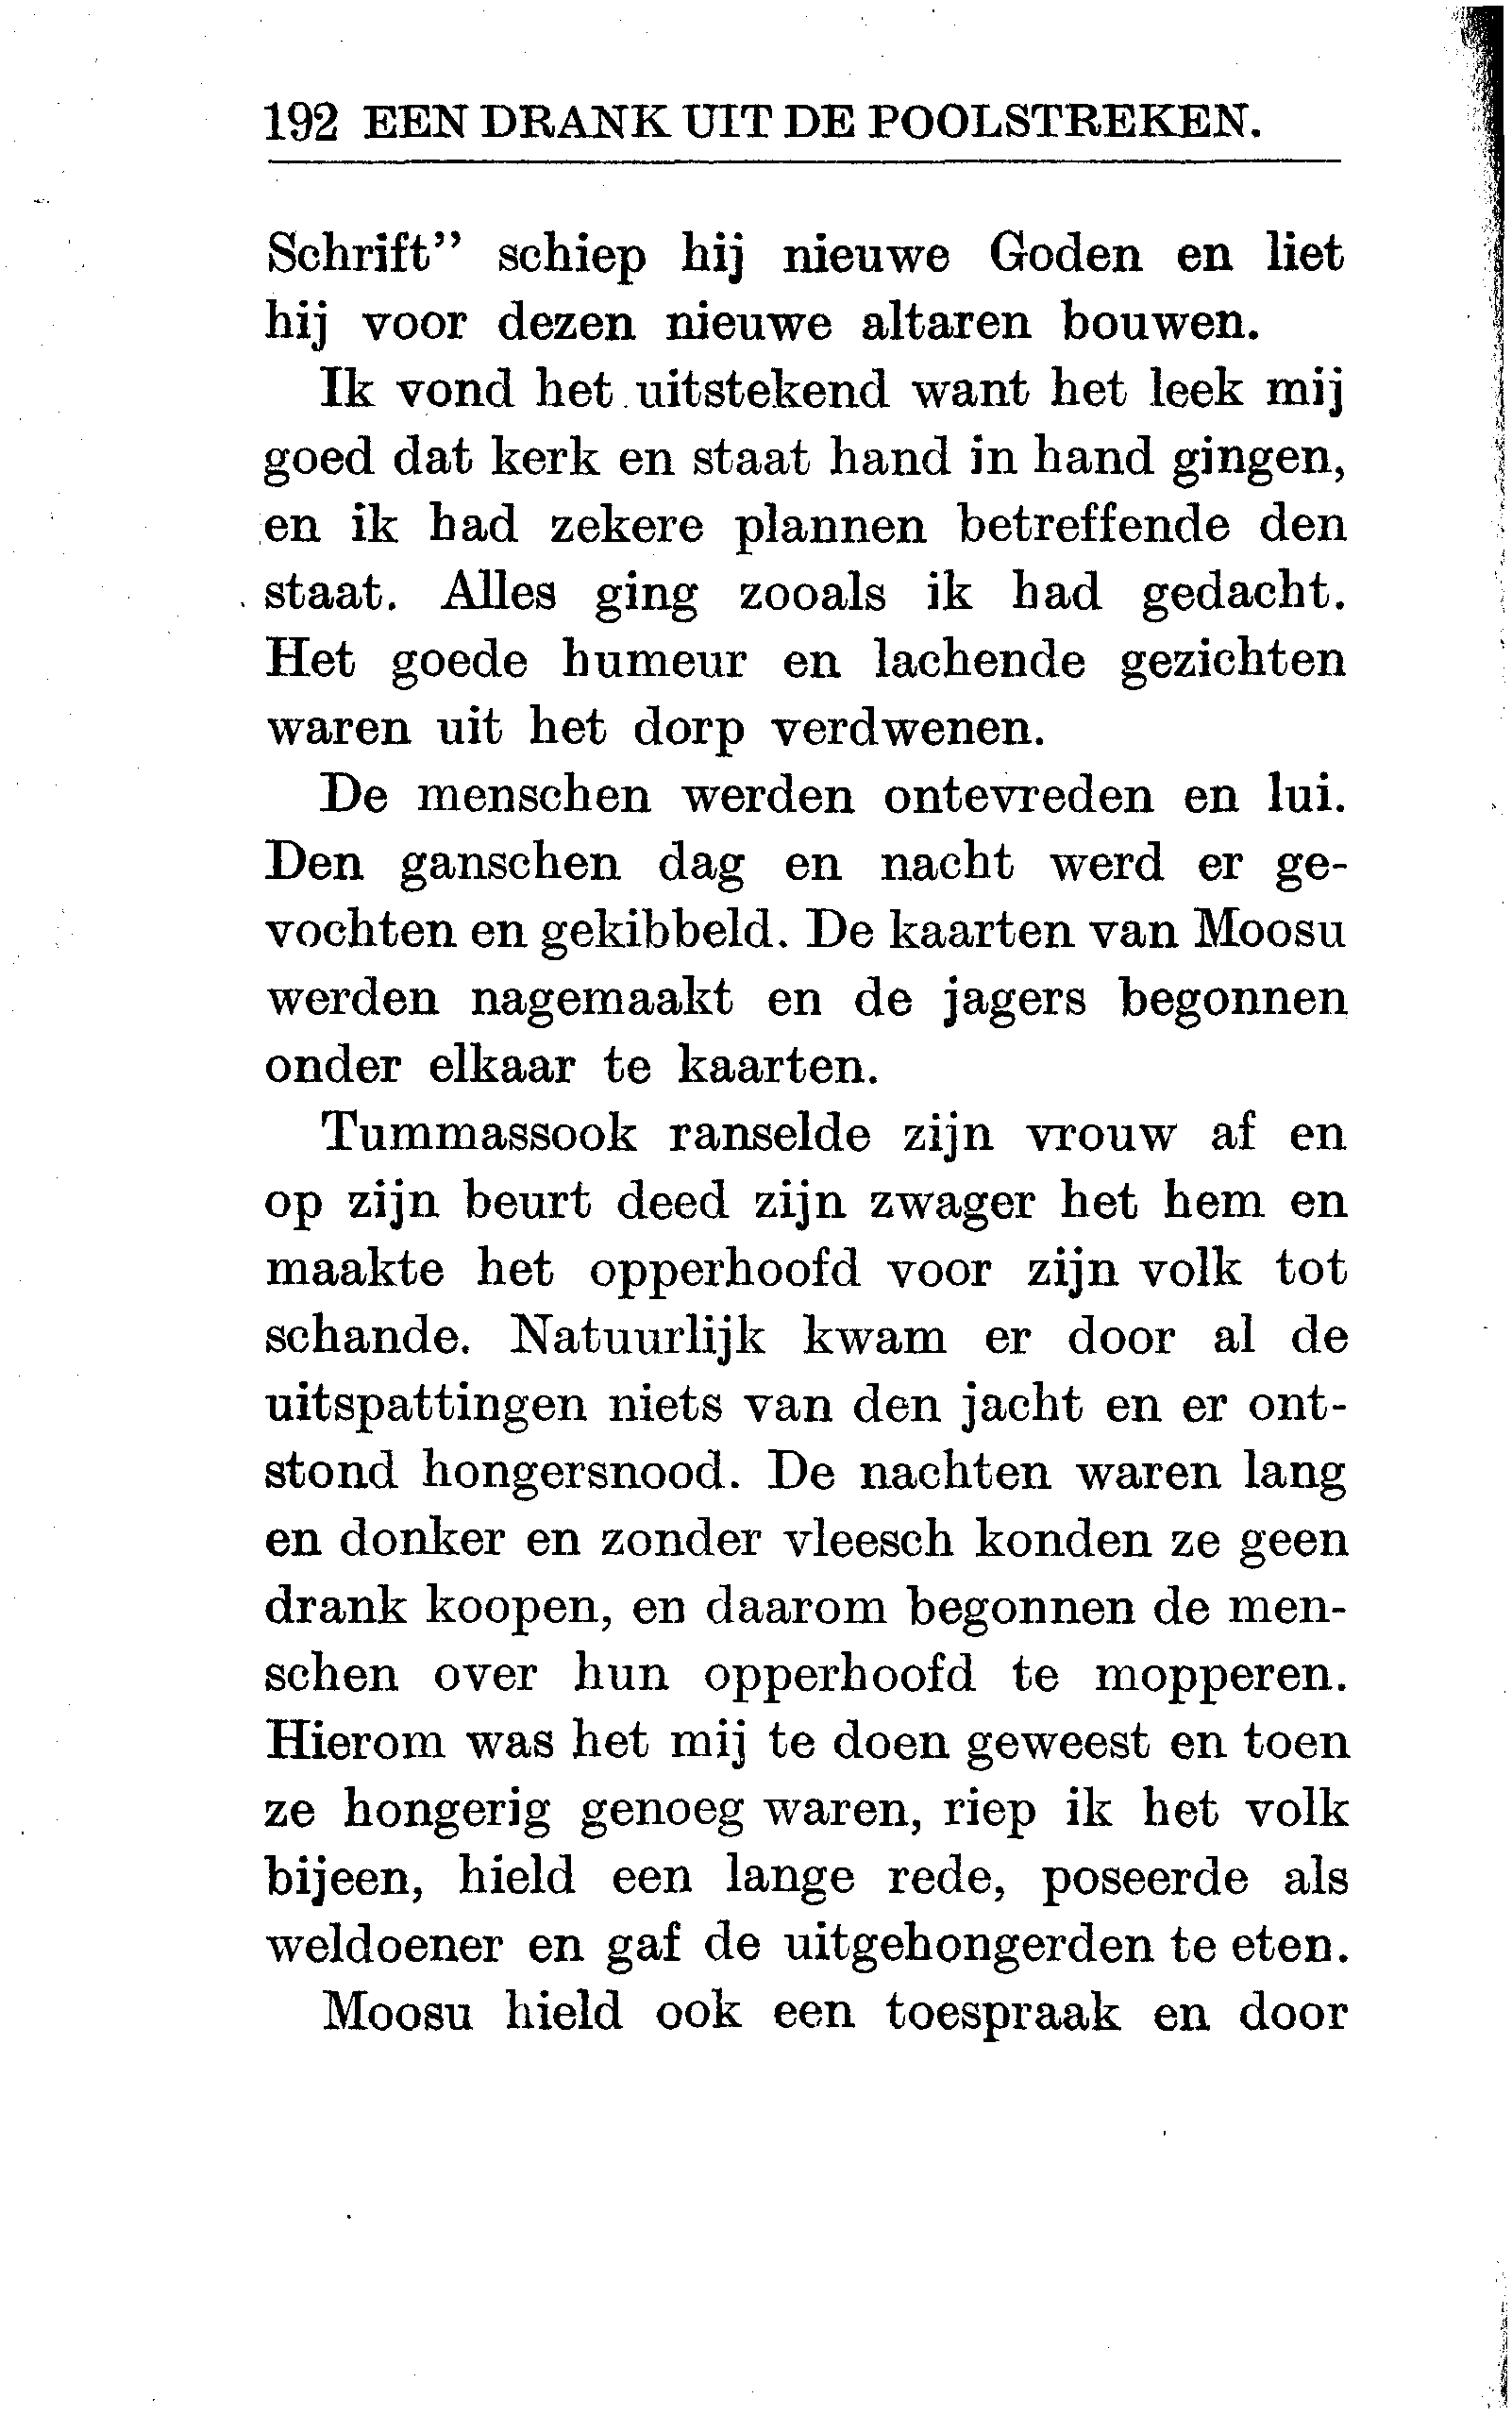 192 EEN DRANK UIT DE POOLSTREKEN.
Schrift” schiep hij nieuwe Goden en liet
hij voor dezen nieuwe altaren bouwen.
Ik vond het uitstekend want het leek mij
goed dat kerk en staat hand in hand gingen,
en ik had zekere plannen betreffende den
staat. Alles ging zooals ik had gedacht.
Het goede humeur en lachende gezichten
waren uit het dorp verdwenen.
De menschen werden ontevreden en lui.
Den ganschen dag en nacht werd er ge-
vochten en gekibbeld. De kaarten van Moosu
werden nagemaakt en de jagers begonnen
onder elkaar te kaarten.
Tummassook ranselde zijn vrouw af en
op zijn beurt deed zijn zwager het hem en
maakte het opperhoofd voor zijn volk tot
schande. Natuurlijk kwam er door al de
uitspattingen niets van den jacht en er ont-
stond hongersnood. De nachten waren lang
en donker en zonder vleesch konden ze geen
drank koopen, en daarom begonnen de men-
schen over hun opperhoofd te mopperen.
Hierom was het mij te doen geweest en toen
ze hongerig genoeg waren, riep ik het volk
bijeen, hield een lange rede, poseerde als
weldoener en gaf de uitgehongerden te eten.
Moosu hield ook een toespraak en door